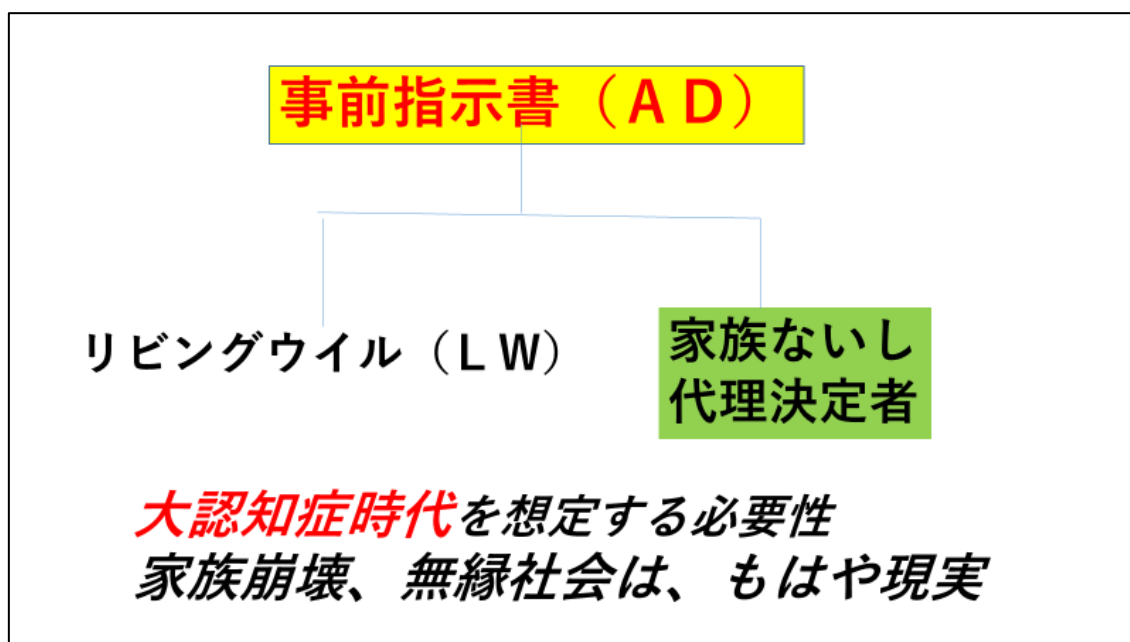 事前指示書（ＡＤ）
リビングウイル（ＬＷ）
家族ないし
代理決定者
大認知症時代を想定する必要性
家族崩壊、無縁社会は、もはや現実